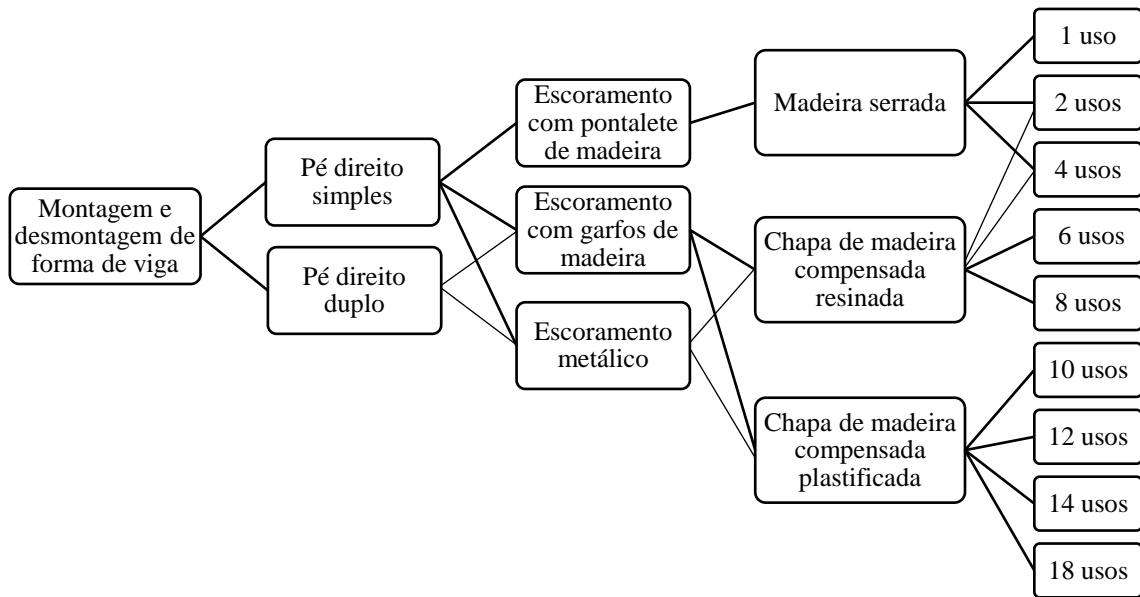 Montagem e
desmontagem de
forma de viga
Pé direito
simples
Pé direito
duplo
Escoramento
com pontalete
de madeira
Escoramento
com garfos de
madeira
Escoramento
metálico
Madeira serrada
Chapa de madeira
compensada
resinada
Chapa de madeira
compensada
plastificada
1 uso
2 usos
4 usos
6 usos
8 usos
10 usos
12 usos
14 usos
18 usos